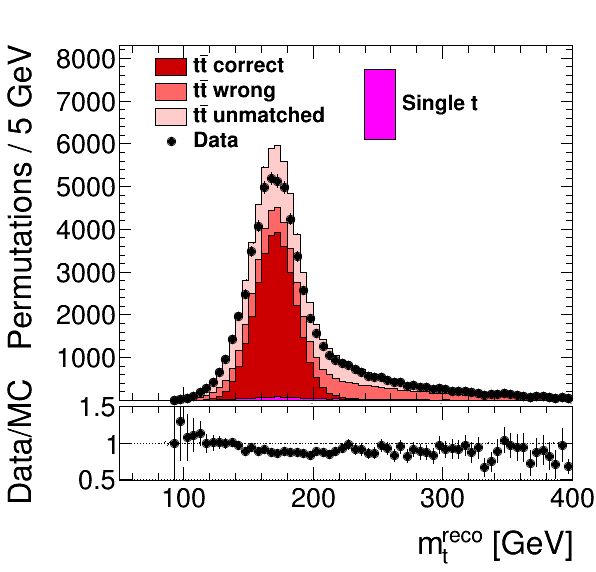 8000
7000
6000
5000
4000
3000
2000
1000
Permutations / 5 GeV
tt̄ correct
tt̄ wrong
tt̄ unmatched
Data
Single t
1.5
1
0.5
Data/MC
100 200 300 400
m_t^reco [GeV]